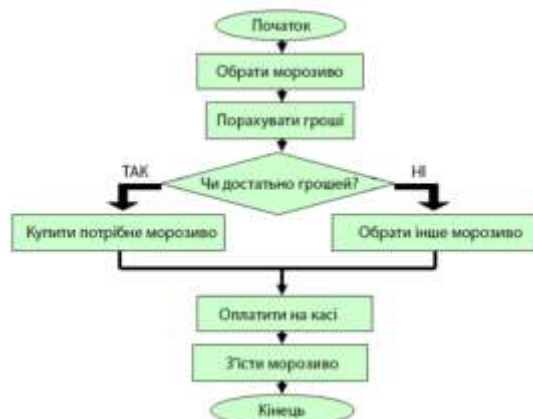 Початок
Обрати морозиво
Порахувати гроші
ТАК
Чи достатьно грошей?
НІ
Купити потрібне морозиво
Обрати інше морозиво
Оплатити на касі
З'їсти морозиво
Кінець